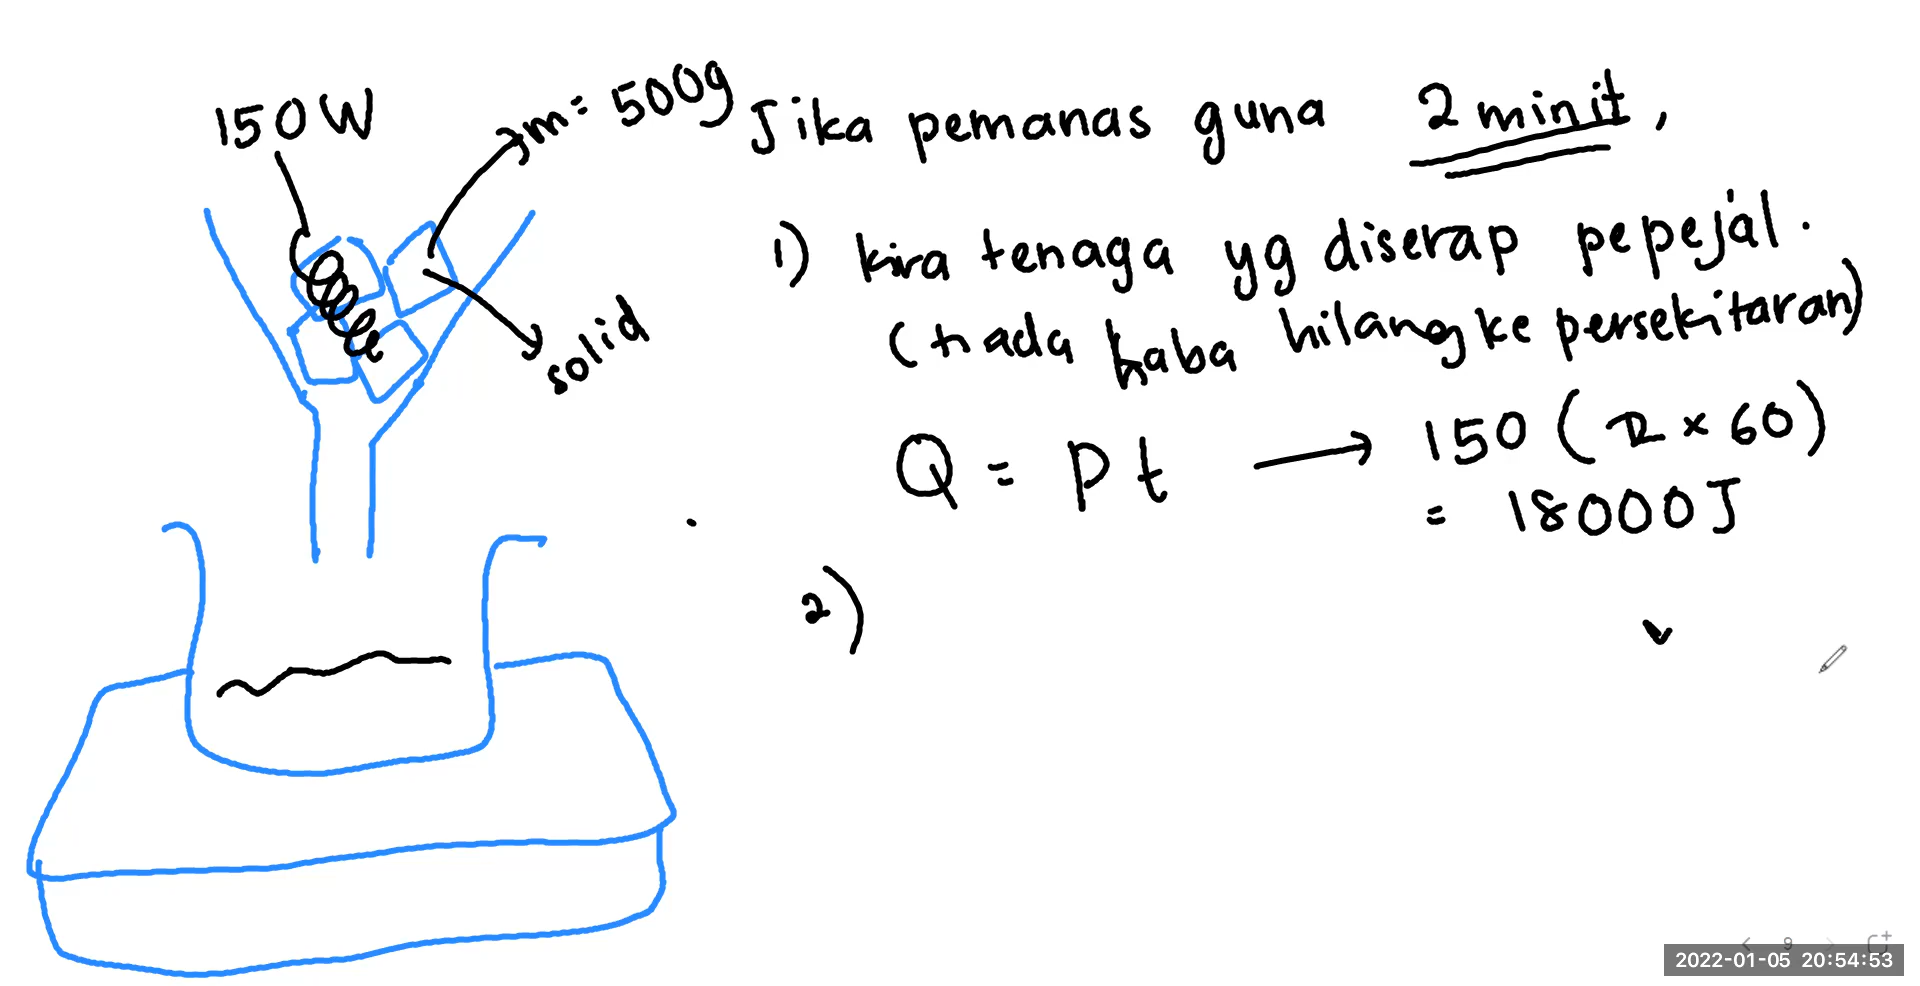 150W
m= 500g
solid
Jika pemanas guna 2 minit,
1) kira tenaga yg diserap pepejal.
(tiada haba hilang ke persekitaran)
Q = Pt → 150 (2 × 60)
= 18000J
2)
9
2022-01-05 20:54:53